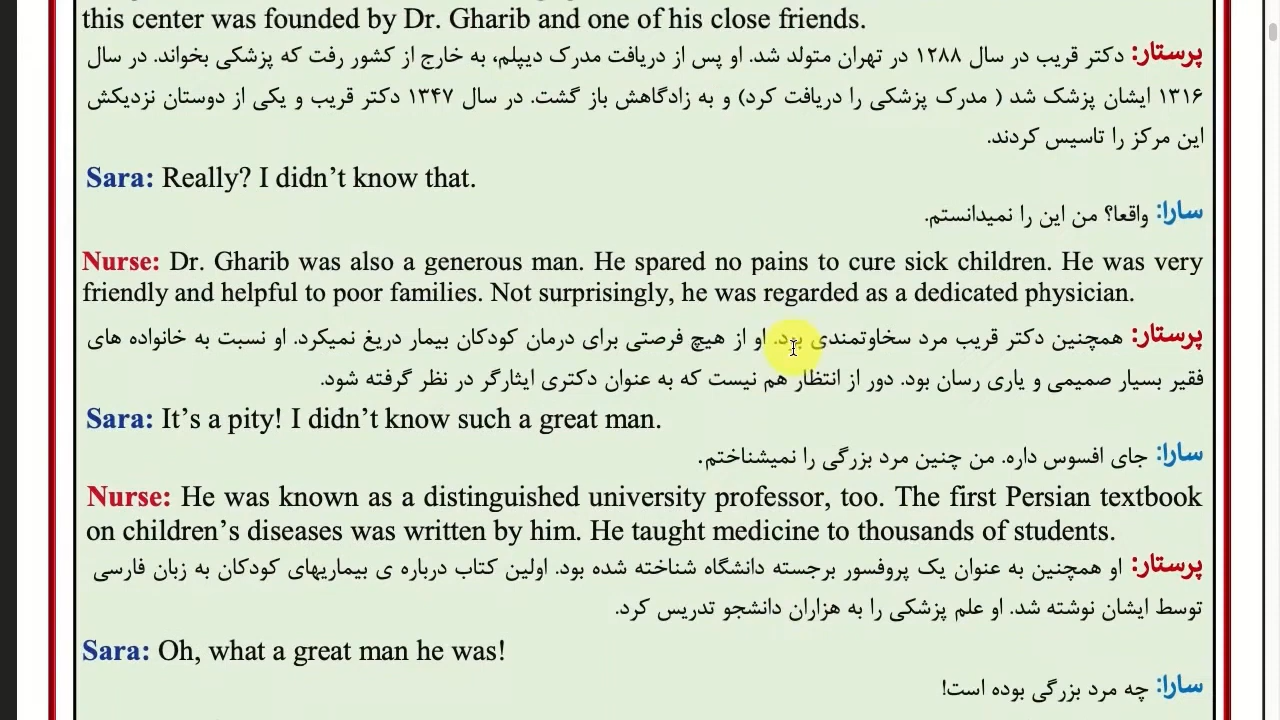 this center was founded by Dr. Gharib and one of his close friends.
پرستار: دکتر قریب در سال ۱۲۸۸ در تهران متولد شد. او پس از دریافت مدرک دیپلم، به خارج از کشور رفت که پزشکی بخواند. در سال
۱۳۱۶ ایشان پزشک شد ( مدرک پزشکی را دریافت کرد) و به زادگاهش باز گشت. در سال ۱۳۴۷ دکتر قریب و یکی از دوستان نزدیکش
این مرکز را تاسیس کردند.
Sara: Really? I didn’t know that.
سارا: واقعا؟ من این را نمیدانستم.
Nurse: Dr. Gharib was also a generous man. He spared no pains to cure sick children. He was very
friendly and helpful to poor families. Not surprisingly, he was regarded as a dedicated physician.
پرستار: همچنین دکتر قریب مرد سخاوتمندی بود. او از هیچ فرصتی برای درمان کودکان بیمار دریغ نمیکرد. او نسبت به خانواده های
فقیر بسیار صمیمی و یاری رسان بود. دور از انتظار هم نیست که به عنوان دکتری ایثارگر در نظر گرفته شود.
Sara: It’s a pity! I didn’t know such a great man.
سارا: جای افسوس داره. من چنین مرد بزرگی را نمیشناختم.
Nurse: He was known as a distinguished university professor, too. The first Persian textbook
on children’s diseases was written by him. He taught medicine to thousands of students.
پرستار: او همچنین به عنوان یک پروفسور برجسته دانشگاه شناخته شده بود. اولین کتاب درباره ی بیماریهای کودکان به زبان فارسی
توسط ایشان نوشته شد. او علم پزشکی را به هزاران دانشجو تدریس کرد.
Sara: Oh, what a great man he was!
سارا: چه مرد بزرگی بوده است!